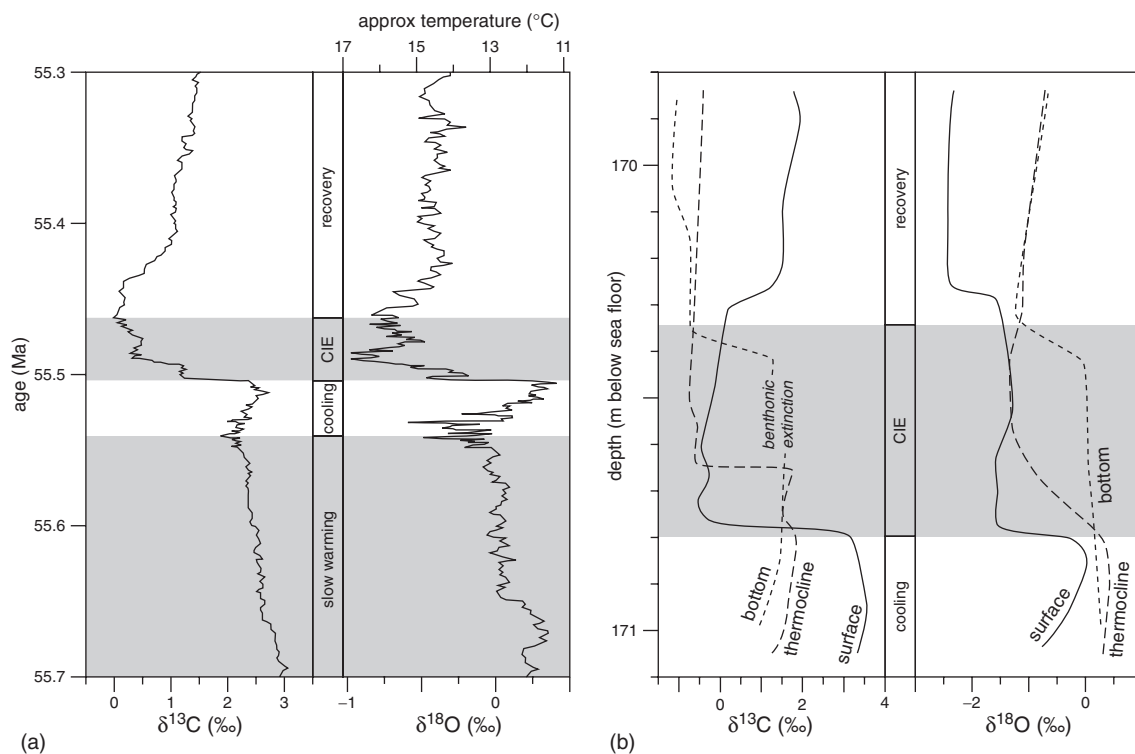 approx temperature (°C)
17 15 13 11
55.3
55.4
55.5
55.6
55.7
age (Ma)
recovery
CIE
cooling
slow warming
0 1 2 3
δ¹³C (‰)
−1 0
δ¹⁸O (‰)
(a)
170
171
depth (m below sea floor)
benthonic
extinction
bottom
thermocline
surface
recovery
CIE
cooling
bottom
surface
thermocline
0 2 4
δ¹³C (‰)
−2 0
δ¹⁸O (‰)
(b)